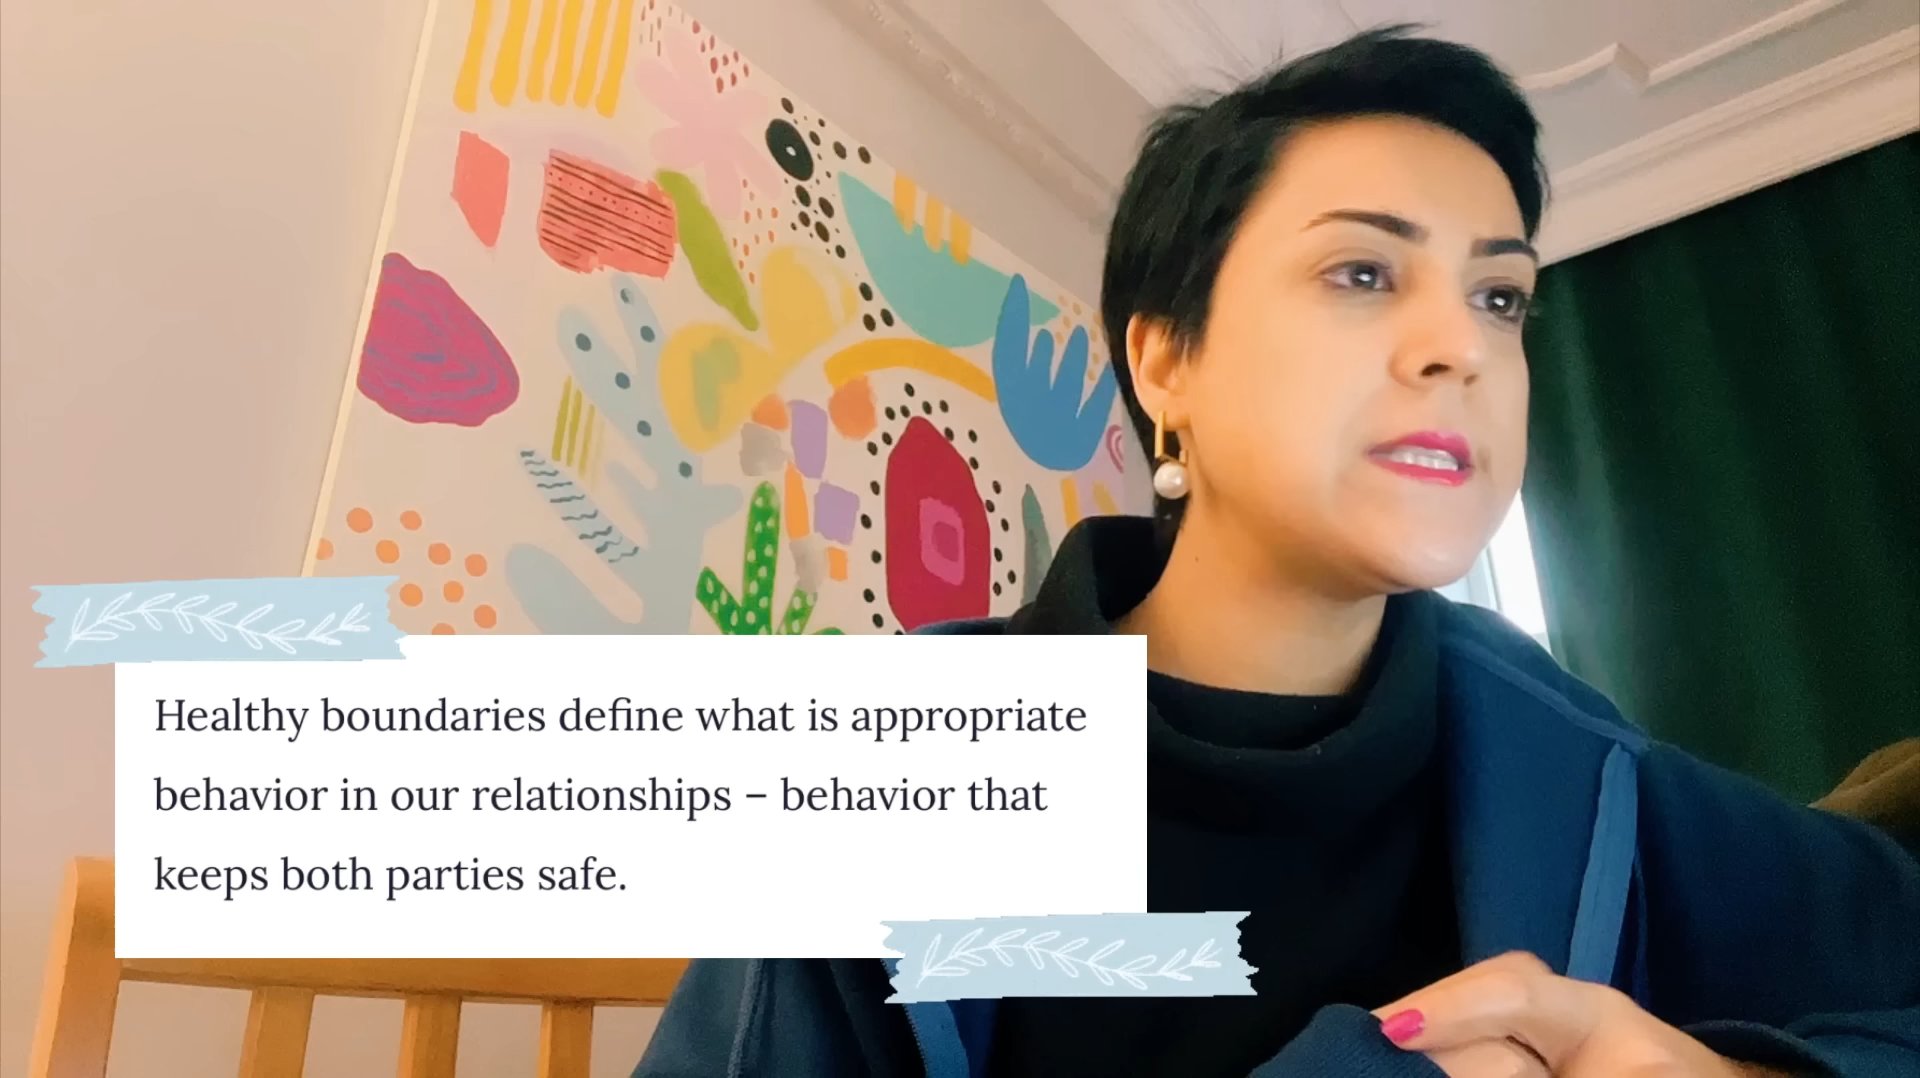 Healthy boundaries define what is appropriate
behavior in our relationships – behavior that
keeps both parties safe.